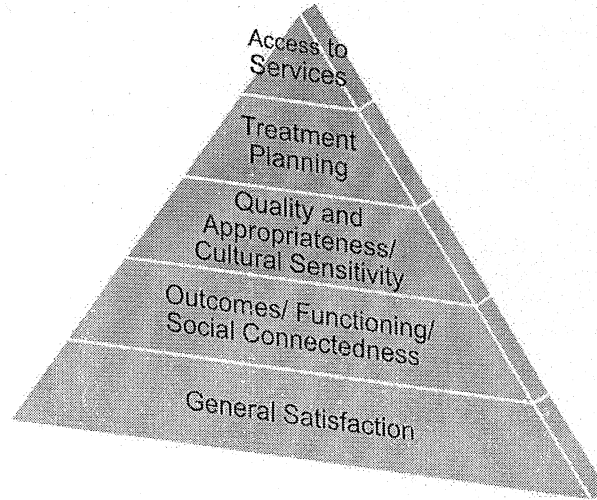 Access to
Services
Treatment
Planning
Quality and
Appropriateness/
Cultural Sensitivity
Outcomes/ Functioning/
Social Connectedness
General Satisfaction